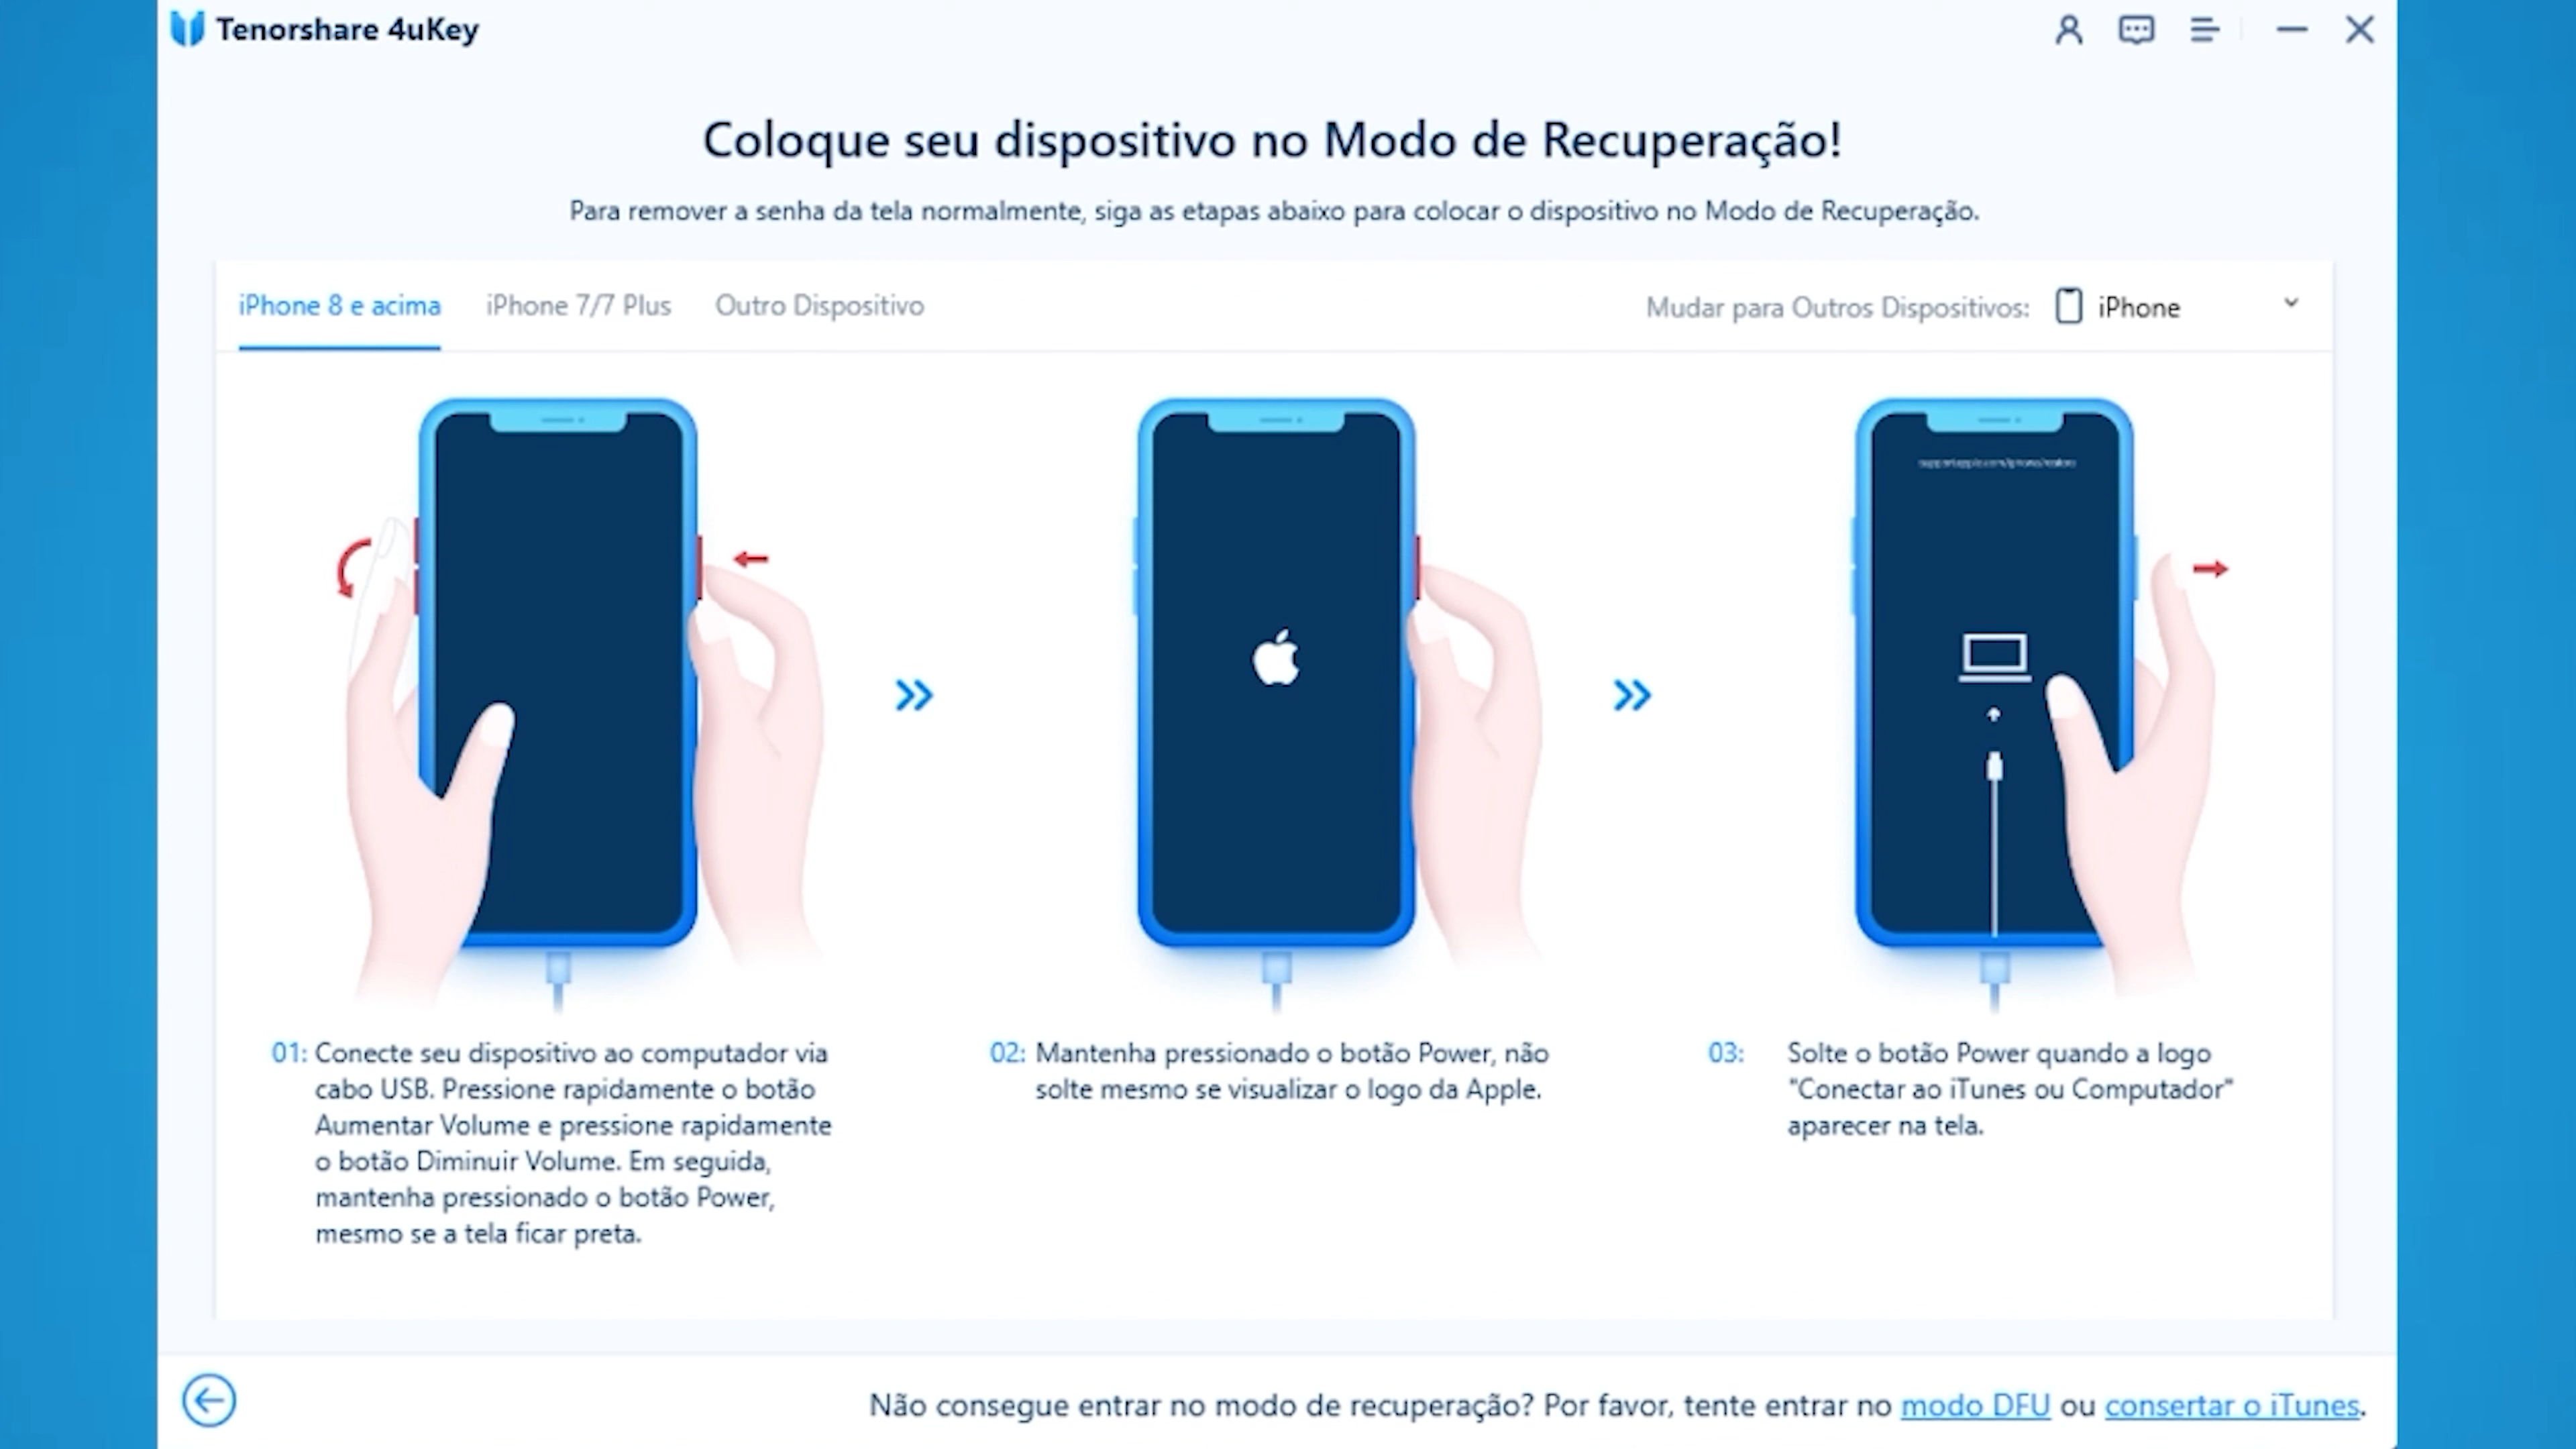 Tenorshare 4uKey
Coloque seu dispositivo no Modo de Recuperação!
Para remover a senha da tela normalmente, siga as etapas abaixo para colocar o dispositivo no Modo de Recuperação.
iPhone 8 e acima iPhone 7/7 Plus Outro Dispositivo Mudar para Outros Dispositivos: iPhone
01: Conecte seu dispositivo ao computador via
cabo USB. Pressione rapidamente o botão
Aumentar Volume e pressione rapidamente
o botão Diminuir Volume. Em seguida,
mantenha pressionado o botão Power,
mesmo se a tela ficar preta.
02: Mantenha pressionado o botão Power, não
solte mesmo se visualizar o logo da Apple.
03: Solte o botão Power quando a logo
"Conectar ao iTunes ou Computador"
aparecer na tela.
Não consegue entrar no modo de recuperação? Por favor, tente entrar no modo DFU ou consertar o iTunes.